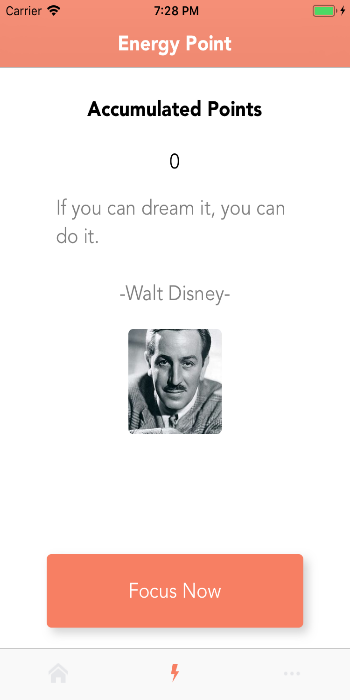 Carrier 7:28 PM
Energy Point
Accumulated Points
0
If you can dream it, you can
do it.
-Walt Disney-
Focus Now